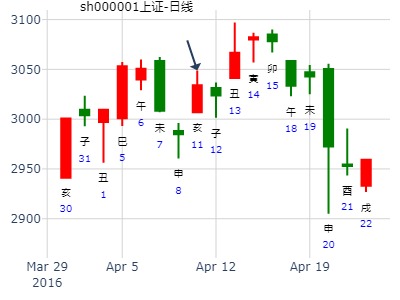 sh000001上证-日线
3100
3050
3000
2950
2900
亥
30
子
31
丑
1
巳
5
午
6
未
7
申
8
亥
11
子
12
丑
13
寅
14
卯
15
午
18
未
19
申
20
酉
21
戌
22
Mar 29
2016
Apr 5
Apr 12
Apr 19